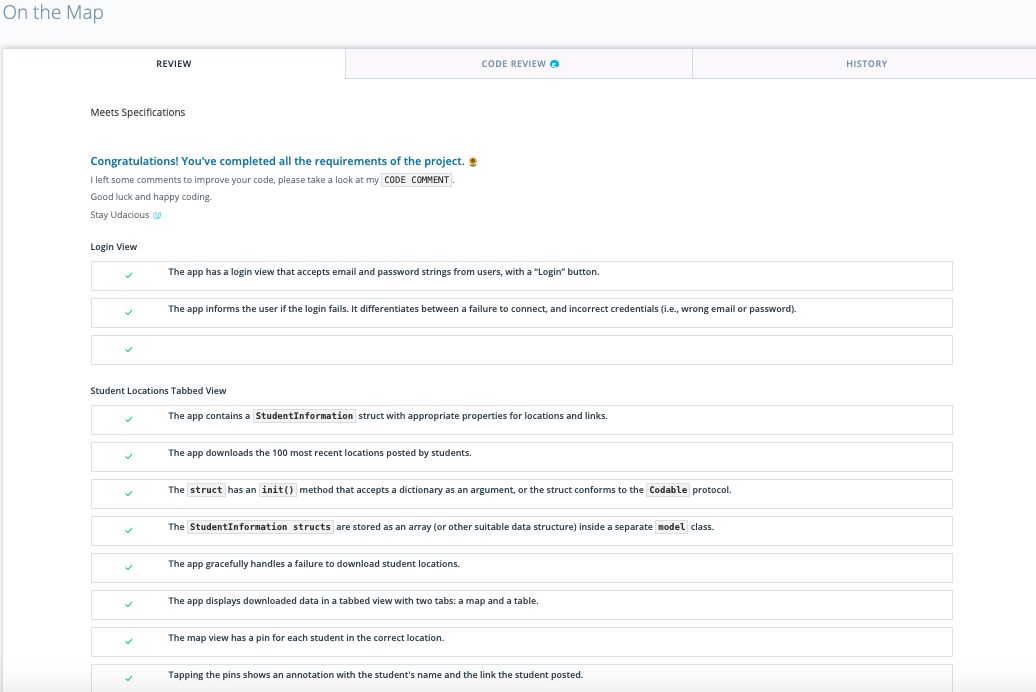 On the Map
REVIEW
CODE REVIEW 5
HISTORY
Meets Specifications
Congratulations! You've completed all the requirements of the project. 🌻
I left some comments to improve your code, please take a look at my CODE COMMENT.
Good luck and happy coding.
Stay Udacious
Login View
The app has a login view that accepts email and password strings from users, with a “Login” button.
The app informs the user if the login fails. It differentiates between a failure to connect, and incorrect credentials (i.e., wrong email or password).
Student Locations Tabbed View
The app contains a StudentInformation struct with appropriate properties for locations and links.
The app downloads the 100 most recent locations posted by students.
The struct has an init() method that accepts a dictionary as an argument, or the struct conforms to the Codable protocol.
The StudentInformation structs are stored as an array (or other suitable data structure) inside a separate model class.
The app gracefully handles a failure to download student locations.
The app displays downloaded data in a tabbed view with two tabs: a map and a table.
The map view has a pin for each student in the correct location.
Tapping the pins shows an annotation with the student's name and the link the student posted.